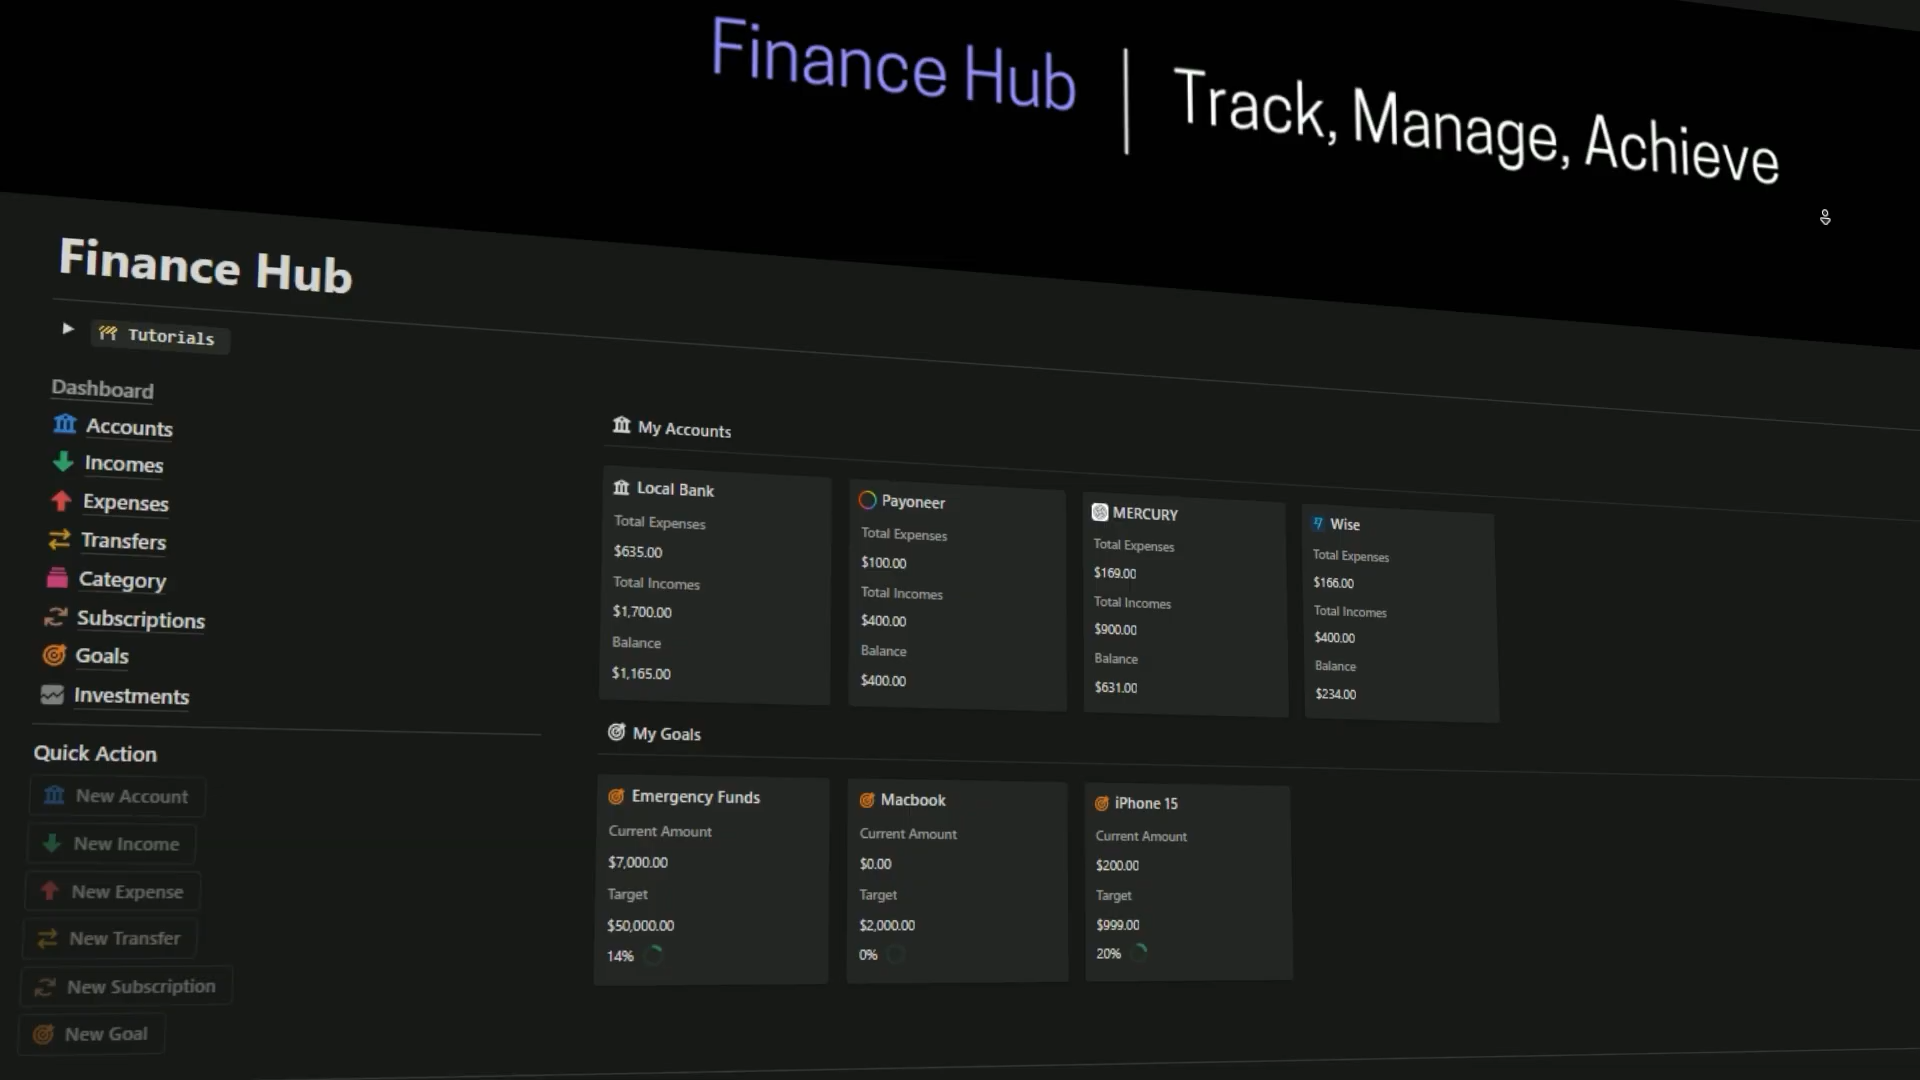 Finance Hub | Track, Manage, Achieve
Finance Hub
Tutorials
Dashboard
Accounts
Incomes
Expenses
Transfers
Category
Subscriptions
Goals
Investments
Quick Action
New Account
New Income
New Expense
New Transfer
New Subscription
New Goal
My Accounts
Local Bank
Total Expenses
$635.00
Total Incomes
$1,700.00
Balance
$1,165.00
Payoneer
Total Expenses
$100.00
Total Incomes
$400.00
Balance
$400.00
MERCURY
Total Expenses
$169.00
Total Incomes
$900.00
Balance
$631.00
Wise
Total Expenses
$166.00
Total Incomes
$400.00
Balance
$234.00
My Goals
Emergency Funds
Current Amount
$7,000.00
Target
$50,000.00
14%
Macbook
Current Amount
$0.00
Target
$2,000.00
0%
iPhone 15
Current Amount
$200.00
Target
$999.00
20%